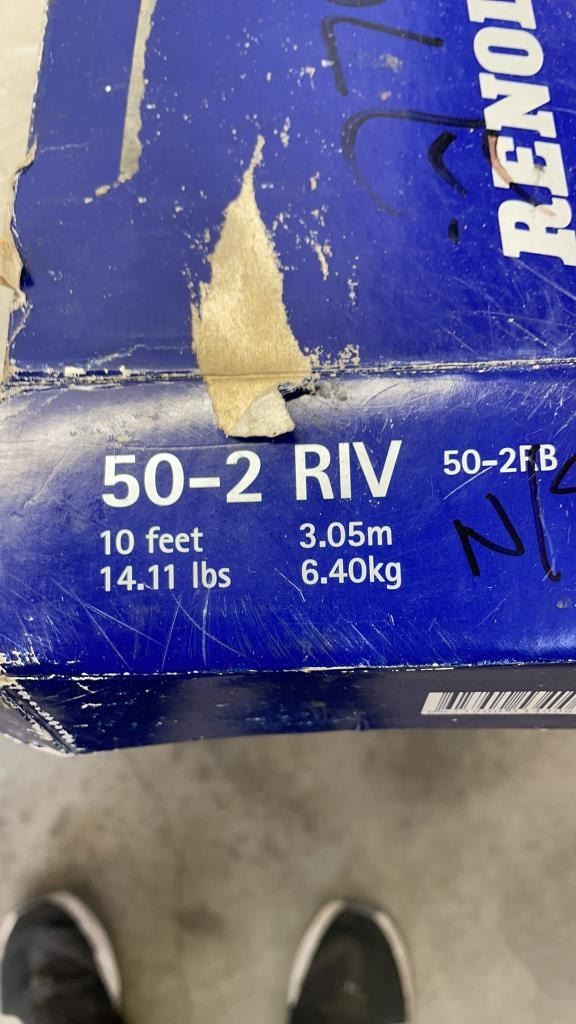 RENOL
50-2 RIV 50-2RB
10 feet 3.05m
14.11 lbs 6.40kg